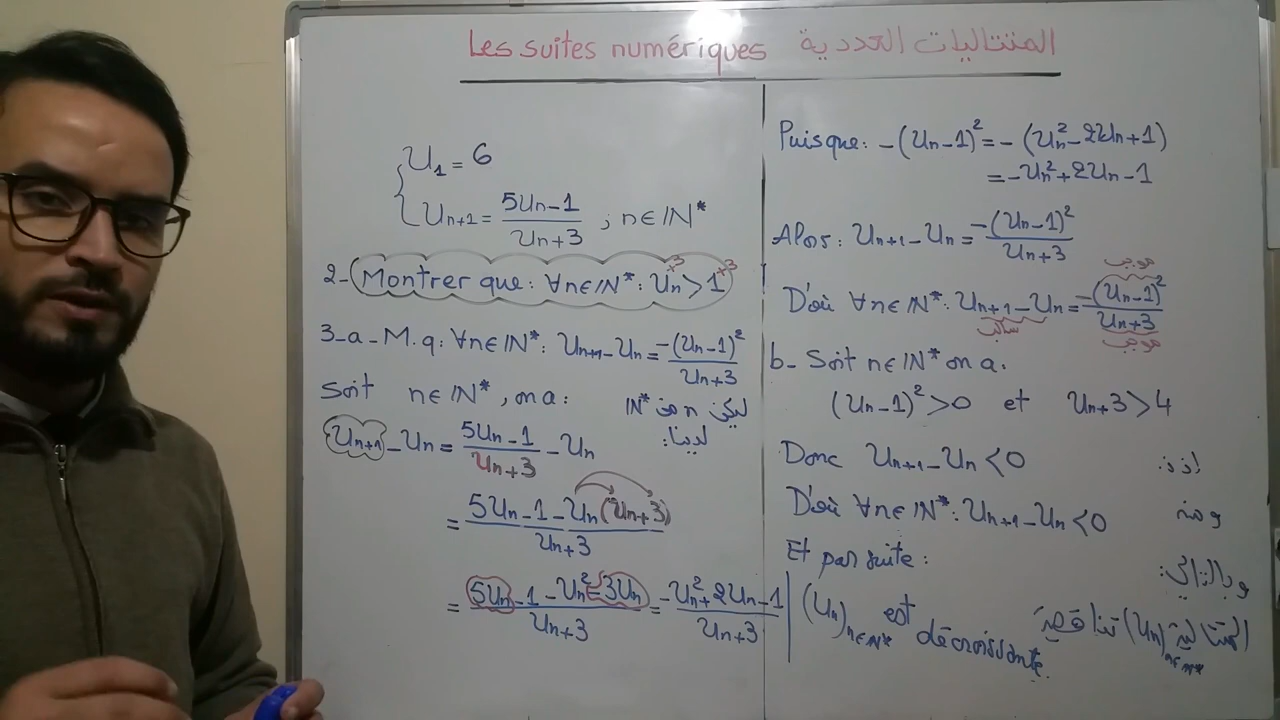 Les suites numériques المتتاليات العددية
U₁ = 6
Uₙ₊₁ = (5Uₙ-1)/(Uₙ+3) ; n∈IN*
2- Montrer que: ∀n∈IN*: Uₙ > 1
+3 +3
3-a- M.q: ∀n∈IN*: Uₙ₊₁ - Uₙ = -(Uₙ-1)²/(Uₙ+3)
Soit n∈IN*, on a: ليكن n من IN*
لدينا:
Uₙ₊₁ - Uₙ = (5Uₙ-1)/(Uₙ+3) - Uₙ
= (5Uₙ-1-Uₙ(Uₙ+3))/(Uₙ+3)
= (5Uₙ-1-Uₙ²-3Uₙ)/(Uₙ+3) = (-Uₙ²+2Uₙ-1)/(Uₙ+3)
Puisque: -(Uₙ-1)² = -(Uₙ²-2Uₙ+1)
= -Uₙ²+2Uₙ-1
Alors: Uₙ₊₁ - Uₙ = -(Uₙ-1)²/(Uₙ+3)
موجب
D'où ∀n∈IN*: Uₙ₊₁ - Uₙ = -(Uₙ-1)²/(Uₙ+3)
سالب
موجب
b- Soit n∈IN* on a:
(Uₙ-1)² > 0 et Uₙ+3 > 4
Donc Uₙ₊₁ - Uₙ < 0 إذن:
D'où ∀n∈IN*: Uₙ₊₁ - Uₙ < 0 ومنه
Et par suite: وبالتالي:
(Uₙ)ₙ∈IN* est décroissante. المتتالية (Uₙ)ₙ∈IN* تناقصية